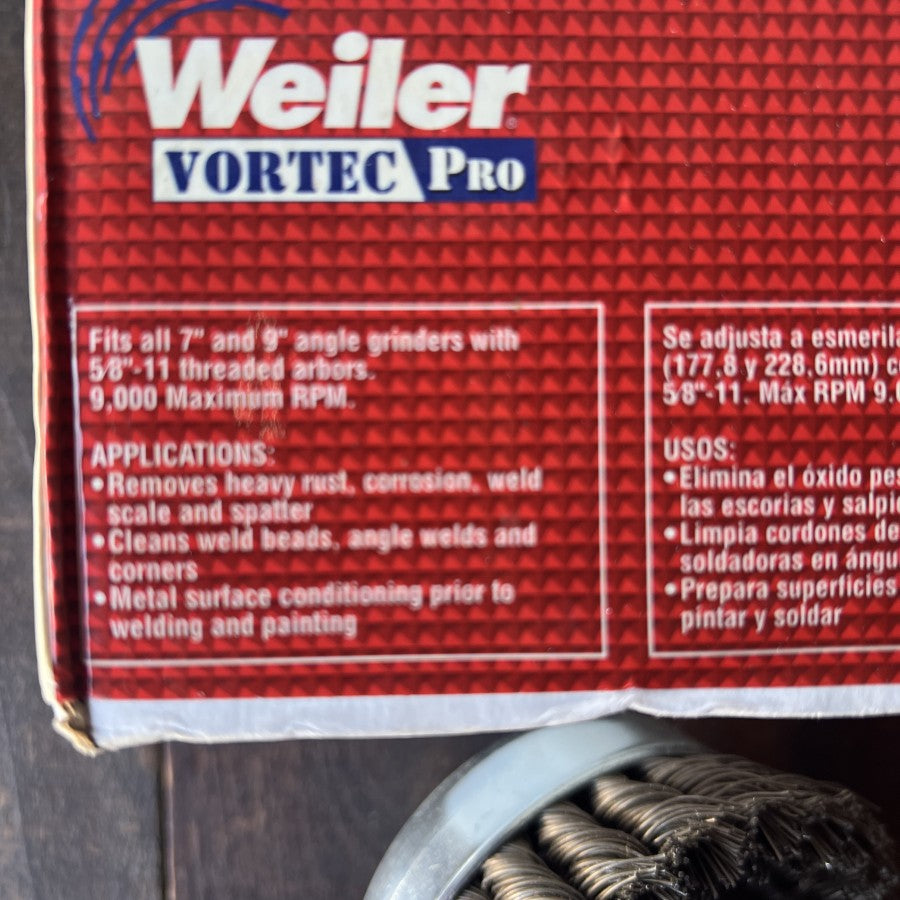 Weiler
VORTEC PRO
Fits all 7" and 9" angle grinders with
5/8"-11 threaded arbors.
9,000 Maximum RPM.
APPLICATIONS:
•Removes heavy rust, corrosion, weld
scale and spatter
•Cleans weld beads, angle welds and
corners
•Metal surface conditioning prior to
welding and painting
Se adjusta a
(177,8 y 228,6mm)
5/8"-11. Máx RPM
USOS:
•Elimina el óxido
las escorias y
•Limpia cordones de
soldadoras en
•Prepara superficies
pintar y soldar